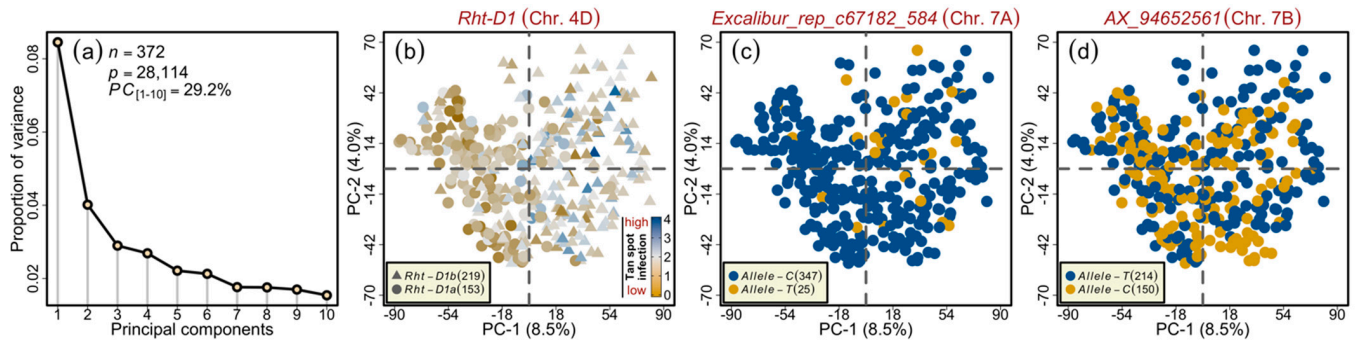 Rht-D1 (Chr. 4D)
Excalibur_rep_c67182_584 (Chr. 7A)
AX_94652561 (Chr. 7B)
(a)
n = 372
p = 28,114
PC[1-10] = 29.2%
Proportion of variance
0.08
0.06
0.04
0.02
1 2 3 4 5 6 7 8 9 10
Principal components
(b)
PC-2 (4.0%)
70
42
14
-14
-42
-70
Rht-D1b(219)
Rht-D1a(153)
high
Tan spot
infection
low
4
3
2
1
0
-90 -54 -18 18 54 90
PC-1 (8.5%)
(c)
PC-2 (4.0%)
70
42
14
-14
-42
-70
Allele-C(347)
Allele-T(25)
-90 -54 -18 18 54 90
PC-1 (8.5%)
(d)
PC-2 (4.0%)
70
42
14
-14
-42
-70
Allele-T(214)
Allele-C(150)
-90 -54 -18 18 54 90
PC-1 (8.5%)